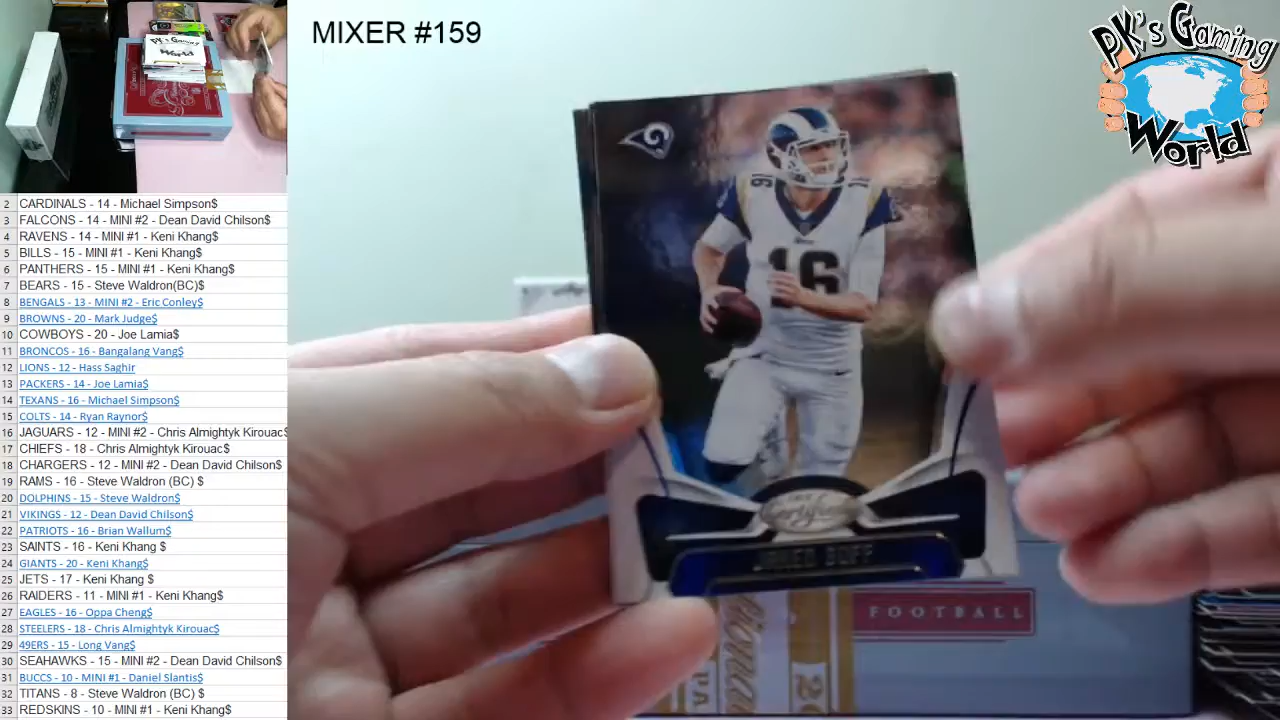 MIXER #159
PK's Gaming
World
2 CARDINALS - 14 - Michael Simpson$
3 FALCONS - 14 - MINI #2 - Dean David Chilson$
4 RAVENS - 14 - MINI #1 - Keni Khang$
5 BILLS - 15 - MINI #1 - Keni Khang$
6 PANTHERS - 15 - MINI #1 - Keni Khang$
7 BEARS - 15 - Steve Waldron(BC)$
8 BENGALS - 13 - MINI #2 - Eric Conley$
9 BROWNS - 20 - Mark Judge$
10 COWBOYS - 20 - Joe Lamia$
11 BRONCOS - 16 - Bangalang Vang$
12 LIONS - 12 - Hass Saghir
13 PACKERS - 14 - Joe Lamia$
14 TEXANS - 16 - Michael Simpson$
15 COLTS - 14 - Ryan Raynor$
16 JAGUARS - 12 - MINI #2 - Chris Almightyk Kirouac$
17 CHIEFS - 18 - Chris Almightyk Kirouac$
18 CHARGERS - 12 - MINI #2 - Dean David Chilson$
19 RAMS - 16 - Steve Waldron (BC) $
20 DOLPHINS - 15 - Steve Waldron$
21 VIKINGS - 12 - Dean David Chilson$
22 PATRIOTS - 16 - Brian Wallum$
23 SAINTS - 16 - Keni Khang $
24 GIANTS - 20 - Keni Khang$
25 JETS - 17 - Keni Khang $
26 RAIDERS - 11 - MINI #1 - Keni Khang$
27 EAGLES - 16 - Oppa Cheng$
28 STEELERS - 18 - Chris Almightyk Kirouac$
29 49ERS - 15 - Long Vang$
30 SEAHAWKS - 15 - MINI #2 - Dean David Chilson$
31 BUCCS - 10 - MINI #1 - Daniel Slantis$
32 TITANS - 8 - Steve Waldron (BC) $
33 REDSKINS - 10 - MINI #1 - Keni Khang$
16
16
Certified
JARED GOFF
FOOTBALL